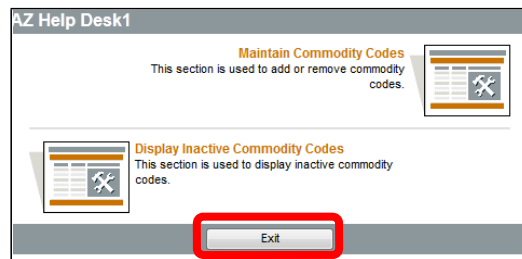 AZ Help Desk1
Maintain Commodity Codes
This section is used to add or remove commodity
codes.
Display Inactive Commodity Codes
This section is used to display inactive commodity
codes.
Exit